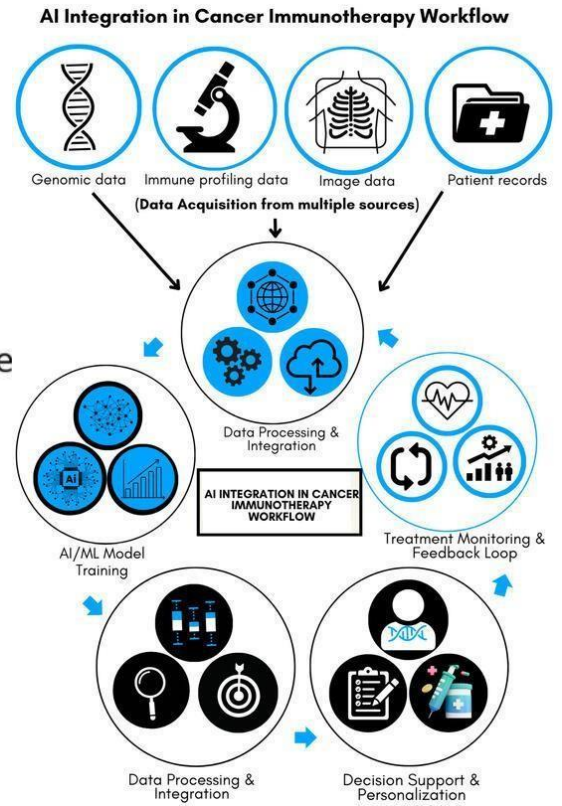 AI Integration in Cancer Immunotherapy Workflow
Genomic data
Immune profiling data
Image data
Patient records
(Data Acquisition from multiple sources)
e
Data Processing &
Integration
AI INTEGRATION IN CANCER
IMMUNOTHERAPY
WORKFLOW
Ai
AI/ML Model
Training
Treatment Monitoring &
Feedback Loop
Data Processing &
Integration
Decision Support &
Personalization